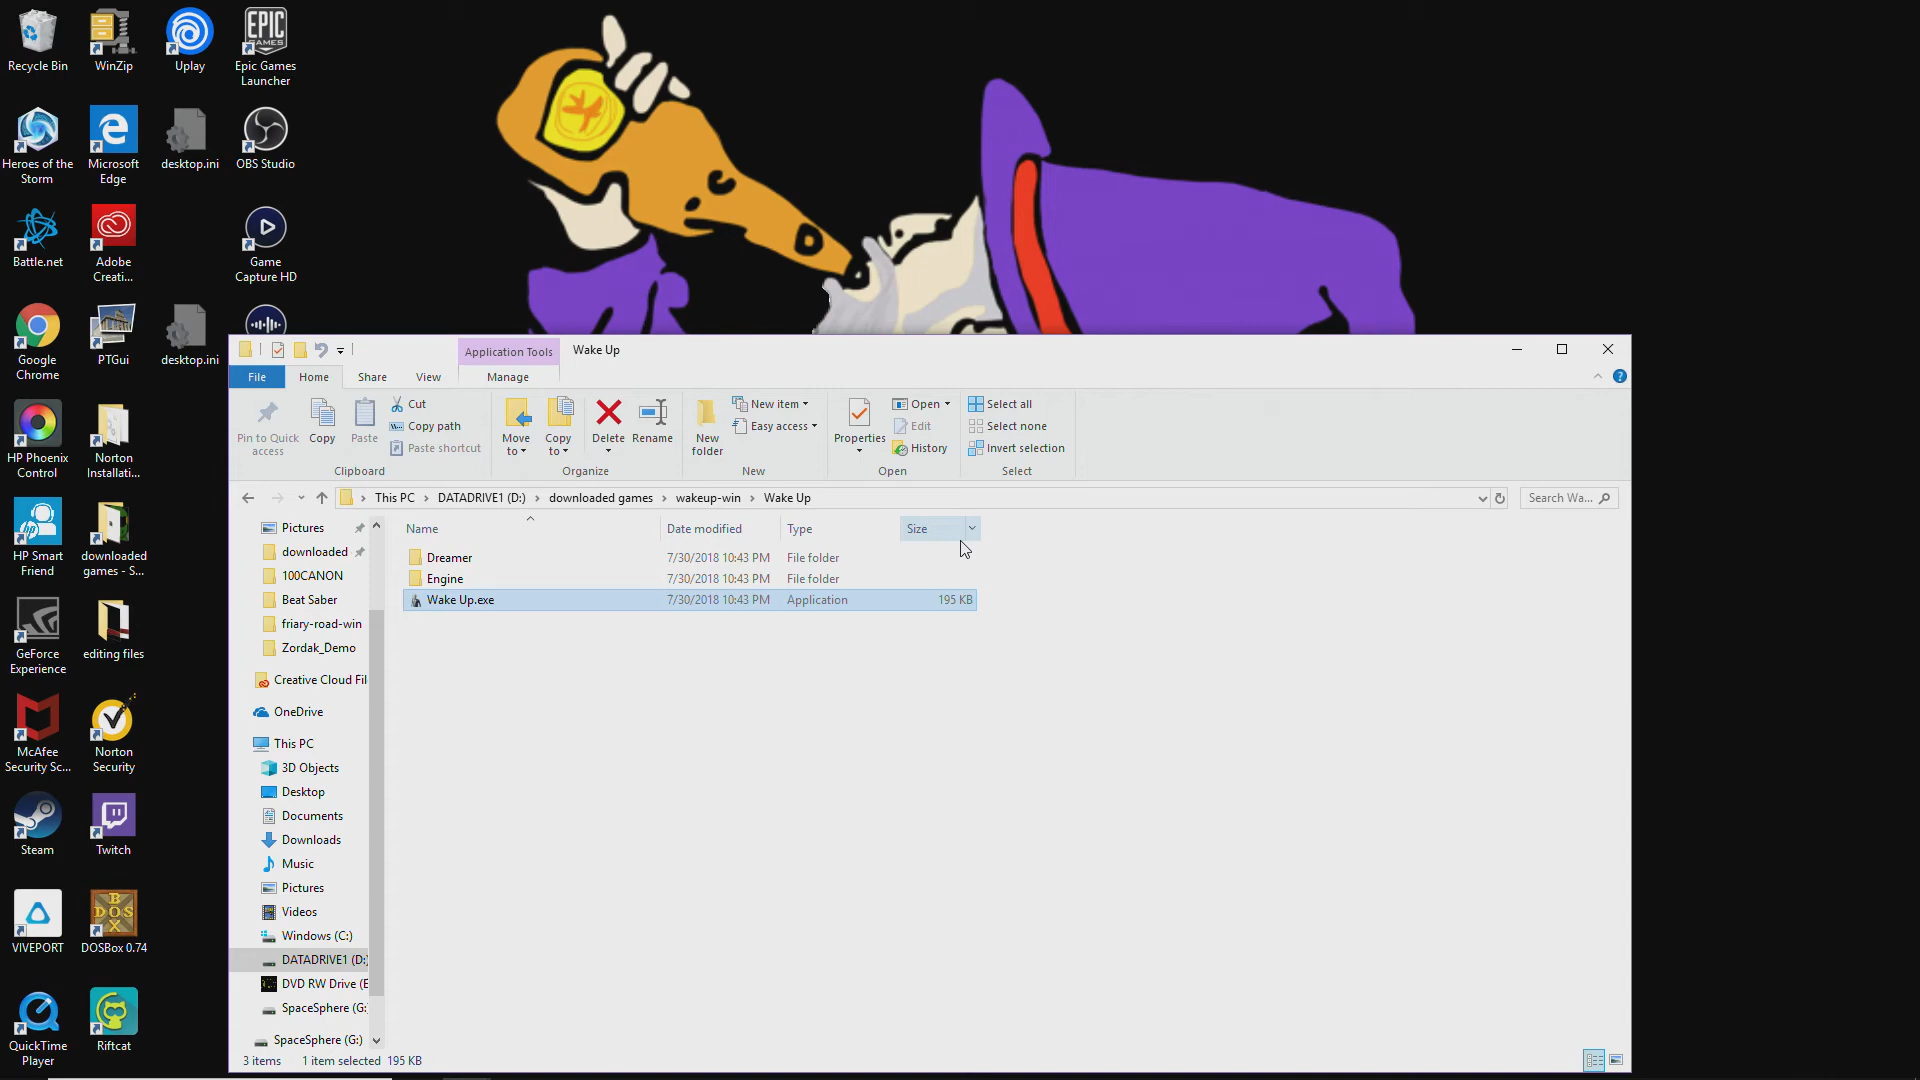 Recycle Bin
WinZip
Uplay
EPIC
GAMES
Epic Games
Launcher
Heroes of the
Storm
Microsoft
Edge
desktop.ini
OBS Studio
Battle.net
Adobe
Creati...
Game
Capture HD
Google
Chrome
PTGui
desktop.ini
HP Phoenix
Control
Norton
Installati...
HP Smart
Friend
downloaded
games - S...
GeForce
Experience
editing files
McAfee
Security Sc...
Norton
Security
Steam
Twitch
VIVEPORT
BOX
DOS
DOSBox 0.74
QuickTime
Player
Riftcat
Application Tools
Wake Up
File
Home
Share
View
Manage
Pin to Quick
access
Copy
Paste
Cut
Copy path
Paste shortcut
Clipboard
Move
to
Copy
to
Delete
Rename
Organize
New
folder
New item
Easy access
New
Properties
Open
Edit
History
Open
Select all
Select none
Invert selection
Select
This PC > DATADRIVE1 (D:) > downloaded games > wakeup-win > Wake Up
Search Wa...
Pictures
downloaded
100CANON
Beat Saber
friary-road-win
Zordak_Demo
Creative Cloud Fil
OneDrive
This PC
3D Objects
Desktop
Documents
Downloads
Music
Pictures
Videos
Windows (C:)
DATADRIVE1 (D:)
DVD RW Drive (E
SpaceSphere (G:
SpaceSphere (G:)
Name Date modified Type Size
Dreamer 7/30/2018 10:43 PM File folder
Engine 7/30/2018 10:43 PM File folder
Wake Up.exe 7/30/2018 10:43 PM Application 195 KB
3 items 1 item selected 195 KB